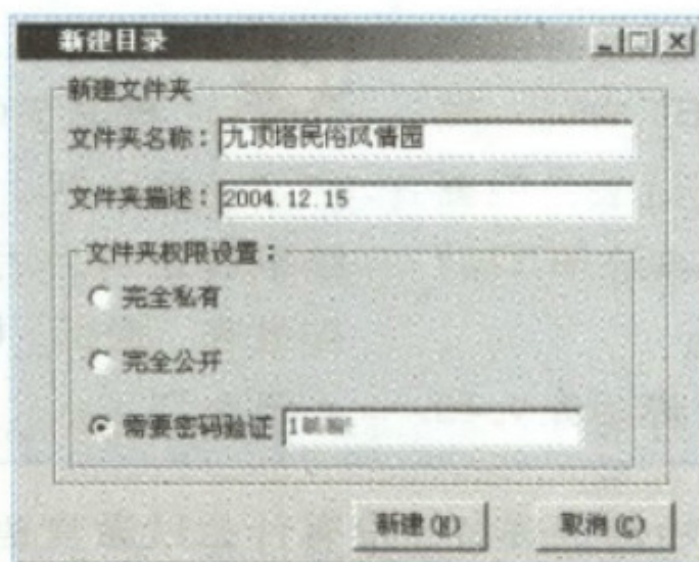 新建目录
新建文件夹
文件夹名称：九顶塔民俗风情园
文件夹描述：2004.12.15
文件夹权限设置：
完全私有
完全公开
需要密码验证 1
新建(N)
取消(C)